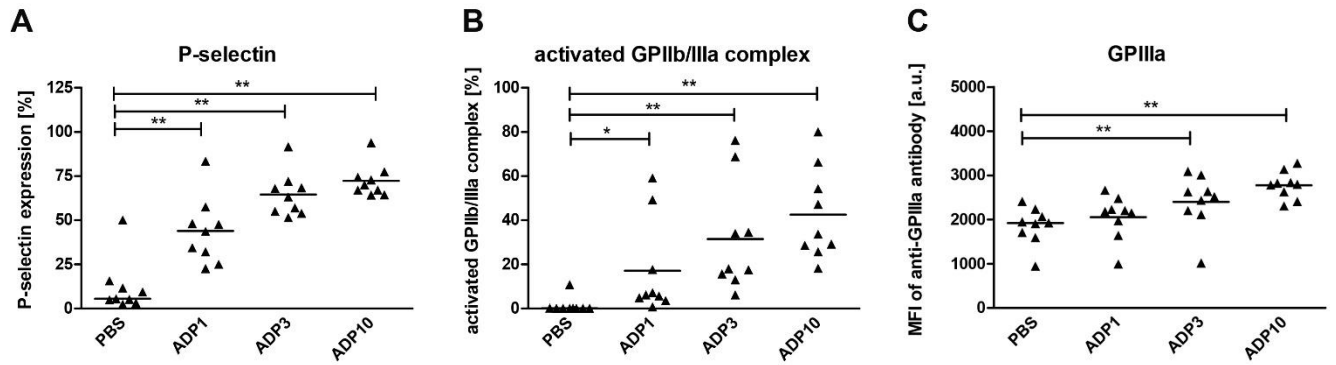 A
P-selectin
P-selectin expression [%]
125
100
75
50
25
0
**
**
**
PBS
ADP1
ADP3
ADP10
B
activated GPIIb/IIIa complex
activated GPIIb/IIIa complex [%]
100
80
60
40
20
0
**
**
*
PBS
ADP1
ADP3
ADP10
C
GPIIIa
MFI of anti-GPIIIa antibody [a.u.]
5000
4000
3000
2000
1000
0
**
**
PBS
ADP1
ADP3
ADP10